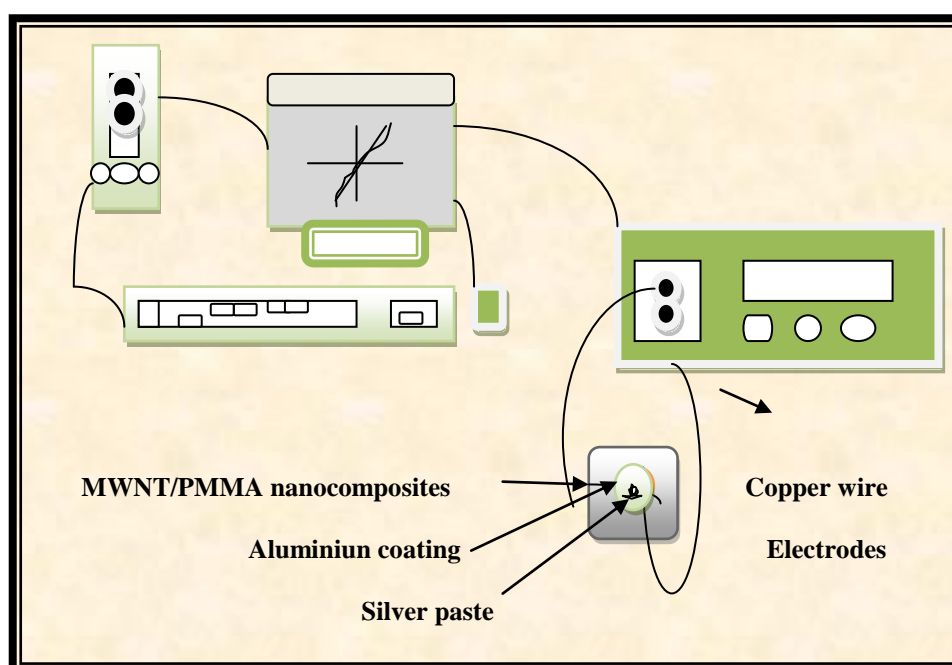 MWNT/PMMA nanocomposites
Copper wire
Aluminiun coating
Electrodes
Silver paste